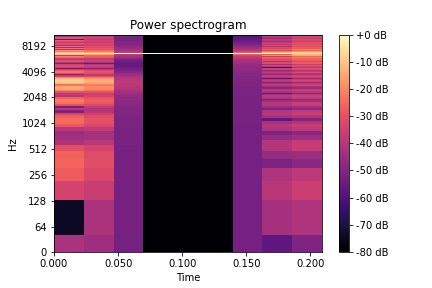 Power spectrogram
8192
4096
2048
1024
512
256
128
64
0
Hz
0.000 0.050 0.100 0.150 0.200
Time
+0 dB
-10 dB
-20 dB
-30 dB
-40 dB
-50 dB
-60 dB
-70 dB
-80 dB